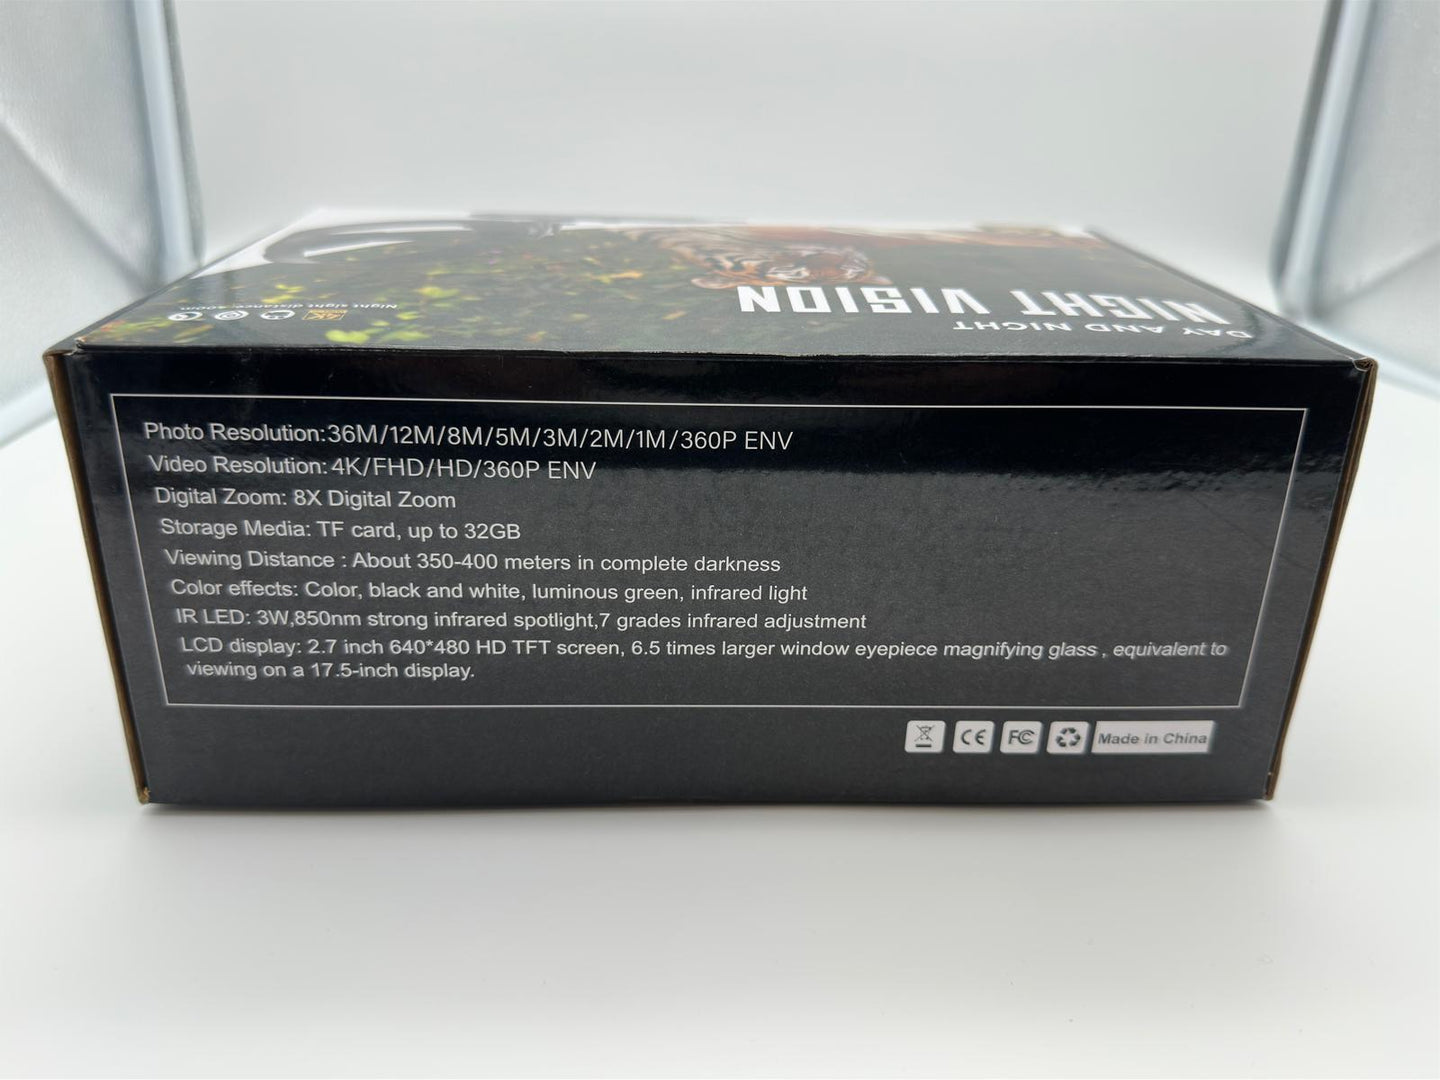 DAY AND NIGHT
NIGHT VISION
Night sight distance: 400m
4K
Photo Resolution:36M/12M/8M/5M/3M/2M/1M/360P ENV
Video Resolution: 4K/FHD/HD/360P ENV
Digital Zoom: 8X Digital Zoom
Storage Media: TF card, up to 32GB
Viewing Distance : About 350-400 meters in complete darkness
Color effects: Color, black and white, luminous green, infrared light
IR LED: 3W,850nm strong infrared spotlight,7 grades infrared adjustment
LCD display: 2.7 inch 640*480 HD TFT screen, 6.5 times larger window eyepiece magnifying glass , equivalent to
viewing on a 17.5-inch display.
CE FC Made in China